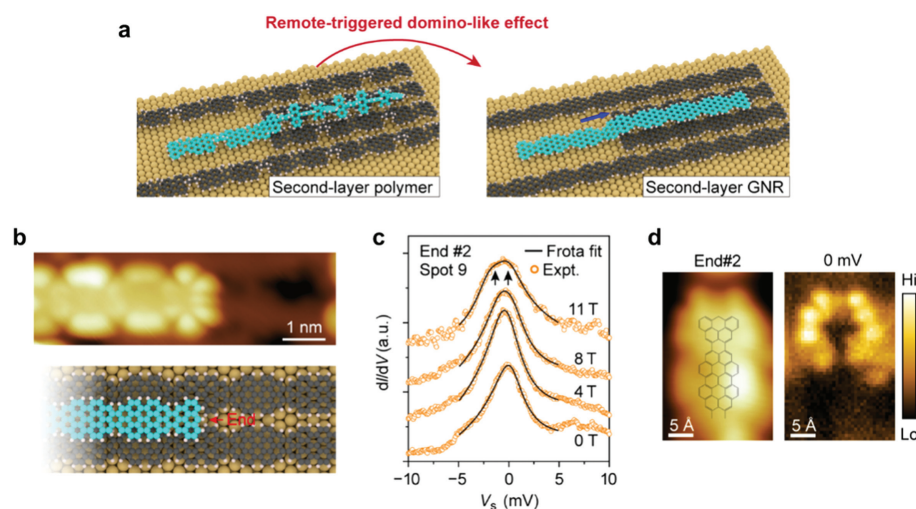 a
Remote-triggered domino-like effect
Second-layer polymer
Second-layer GNR
b
1 nm
End
c
End #2
Spot 9
Frota fit
Expt.
11 T
8 T
4 T
0 T
dI/dV (a.u.)
−10 −5 0 5 10
Vs (mV)
d
End#2
0 mV
5 Å
5 Å
Hi
Lo